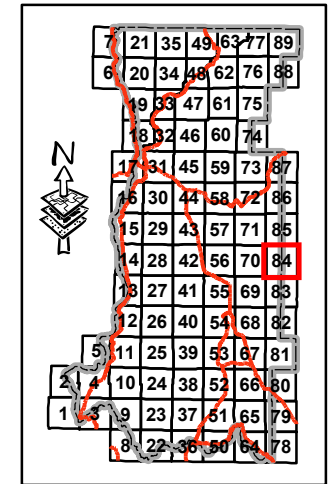 7 21 35 49 63 77 89
6 20 34 48 62 76 88
19 33 47 61 75
18 32 46 60 74
N
17 31 45 59 73 87
16 30 44 58 72 86
15 29 43 57 71 85
14 28 42 56 70 84
13 27 41 55 69 83
12 26 40 54 68 82
5 11 25 39 53 67 81
2 4 10 24 38 52 66 80
1 3 9 23 37 51 65 79
8 22 36 50 64 78